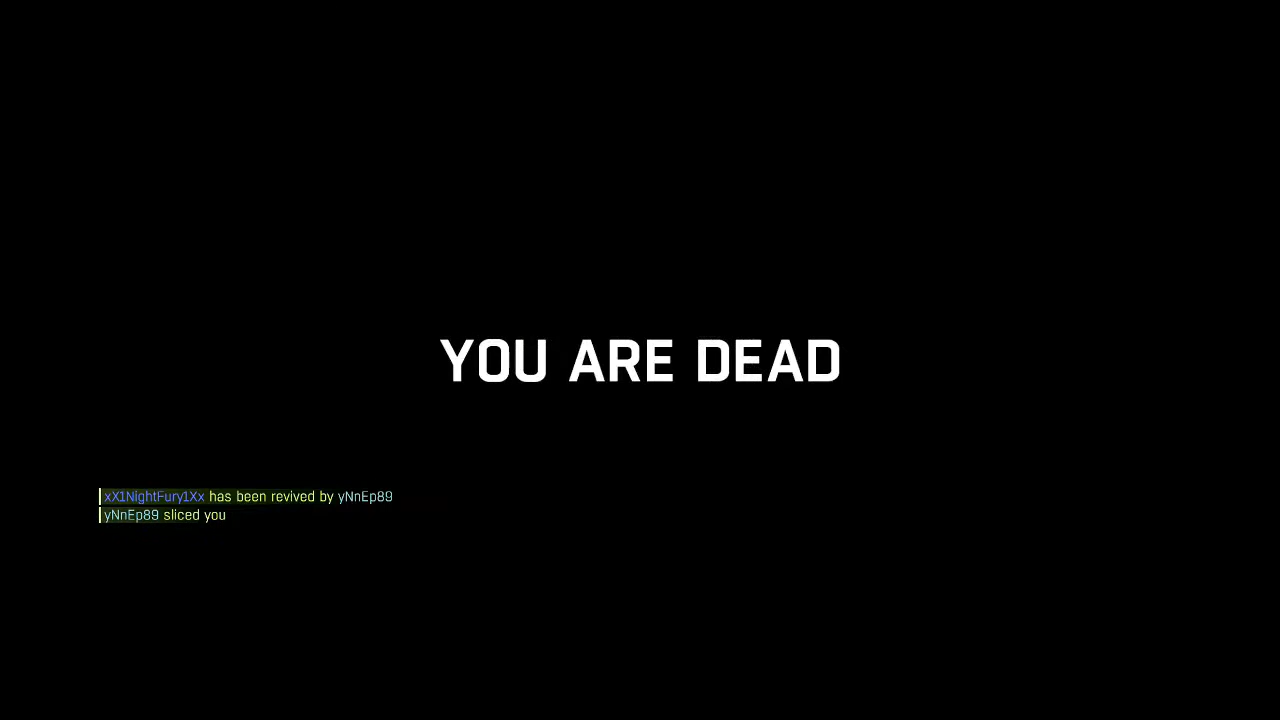 YOU ARE DEAD
xX1NightFury1Xx has been revived by yNnEp89
yNnEp89 sliced you